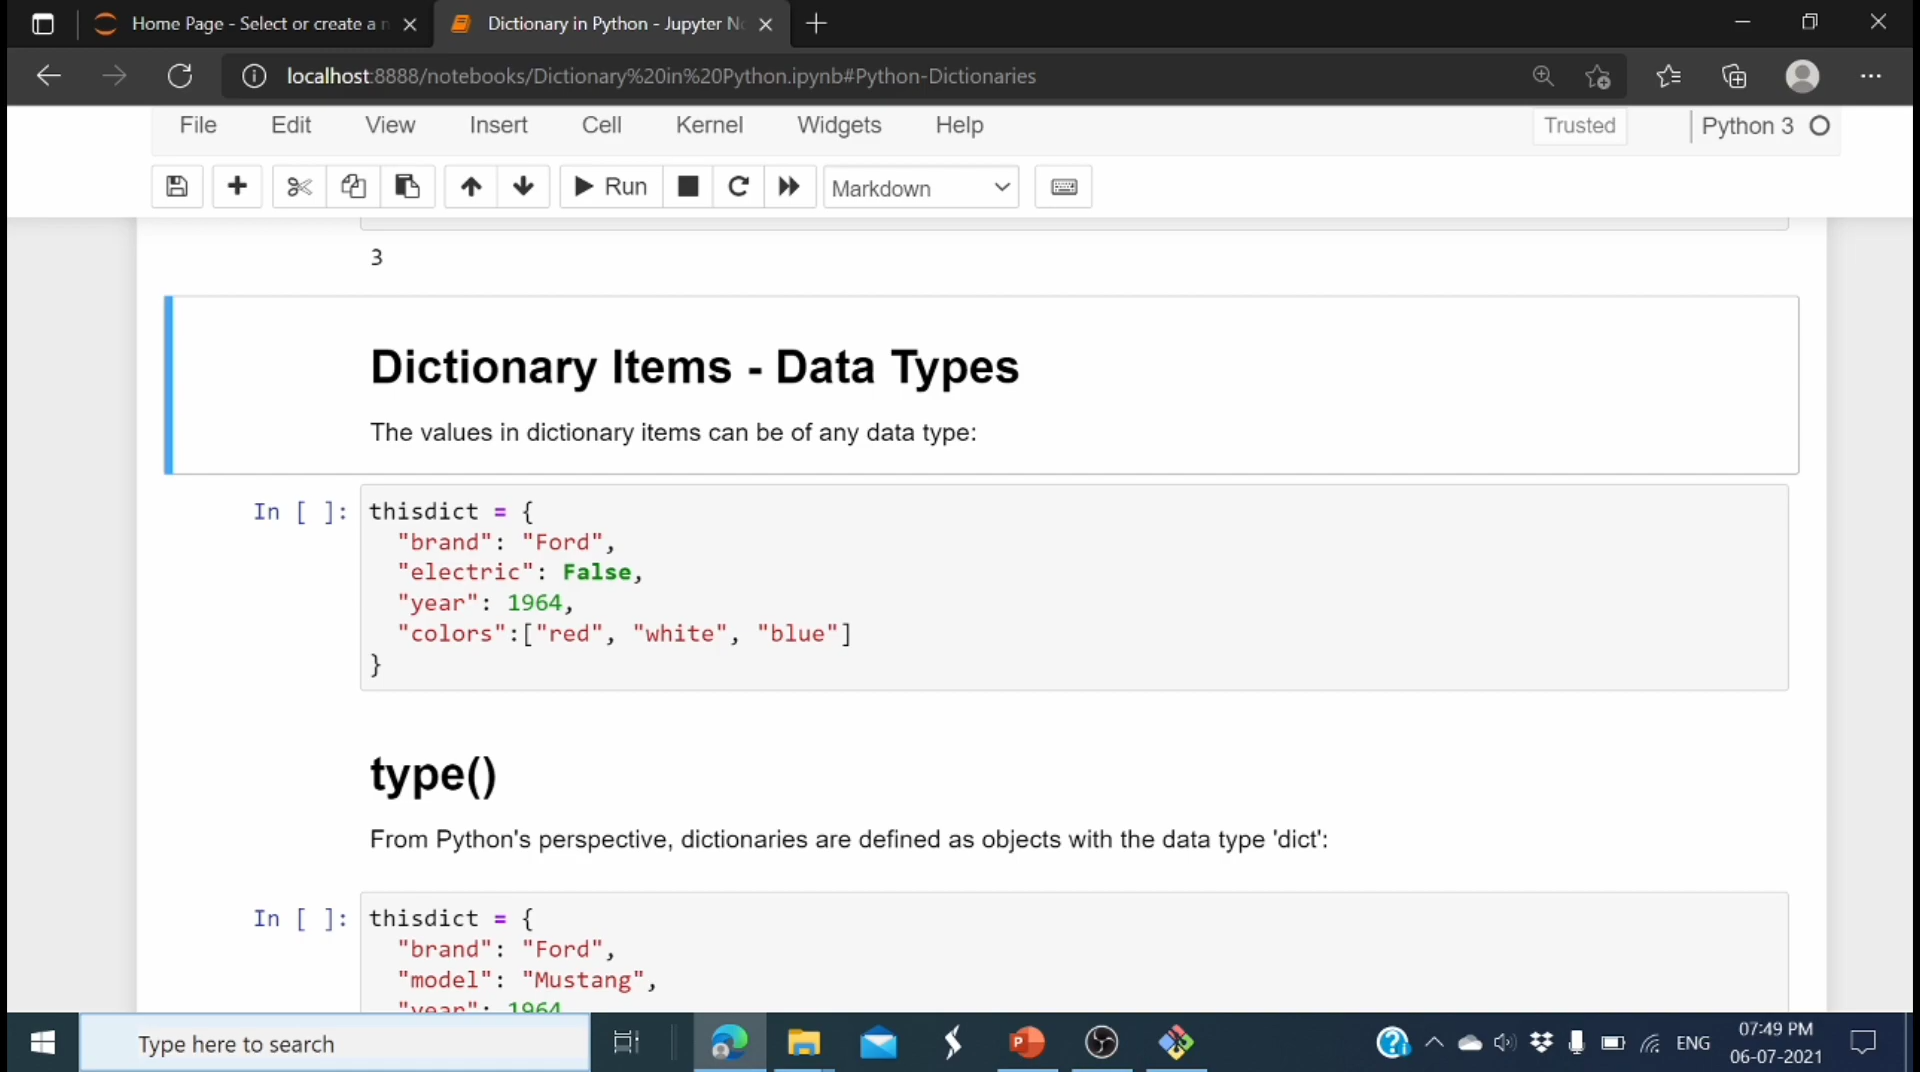 Home Page - Select or create a n
Dictionary in Python - Jupyter No
localhost:8888/notebooks/Dictionary%20in%20Python.ipynb#Python-Dictionaries
File Edit View Insert Cell Kernel Widgets Help Trusted Python 3
Run Markdown
3
Dictionary Items - Data Types
The values in dictionary items can be of any data type:
In [ ]: thisdict = {
"brand": "Ford",
"electric": False,
"year": 1964,
"colors":["red", "white", "blue"]
}
type()
From Python's perspective, dictionaries are defined as objects with the data type 'dict':
In [ ]: thisdict = {
"brand": "Ford",
"model": "Mustang",
"year": 1964
Type here to search
ENG
07:49 PM
06-07-2021